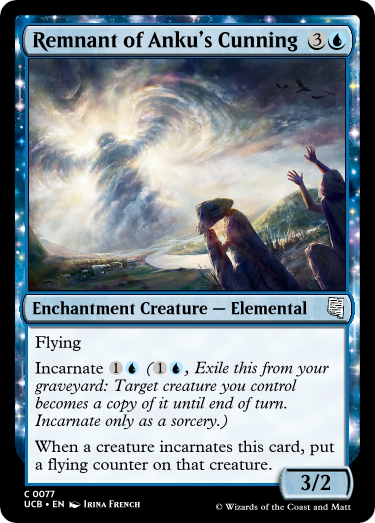 Remnant of Anku's Cunning 3
Enchantment Creature — Elemental
Flying
Incarnate 1 (1, Exile this from your
graveyard: Target creature you control
becomes a copy of it until end of turn.
Incarnate only as a sorcery.)
When a creature incarnates this card, put
a flying counter on that creature.
3/2
C 0077
UCB • EN Irina French
© Wizards of the Coast and Matt